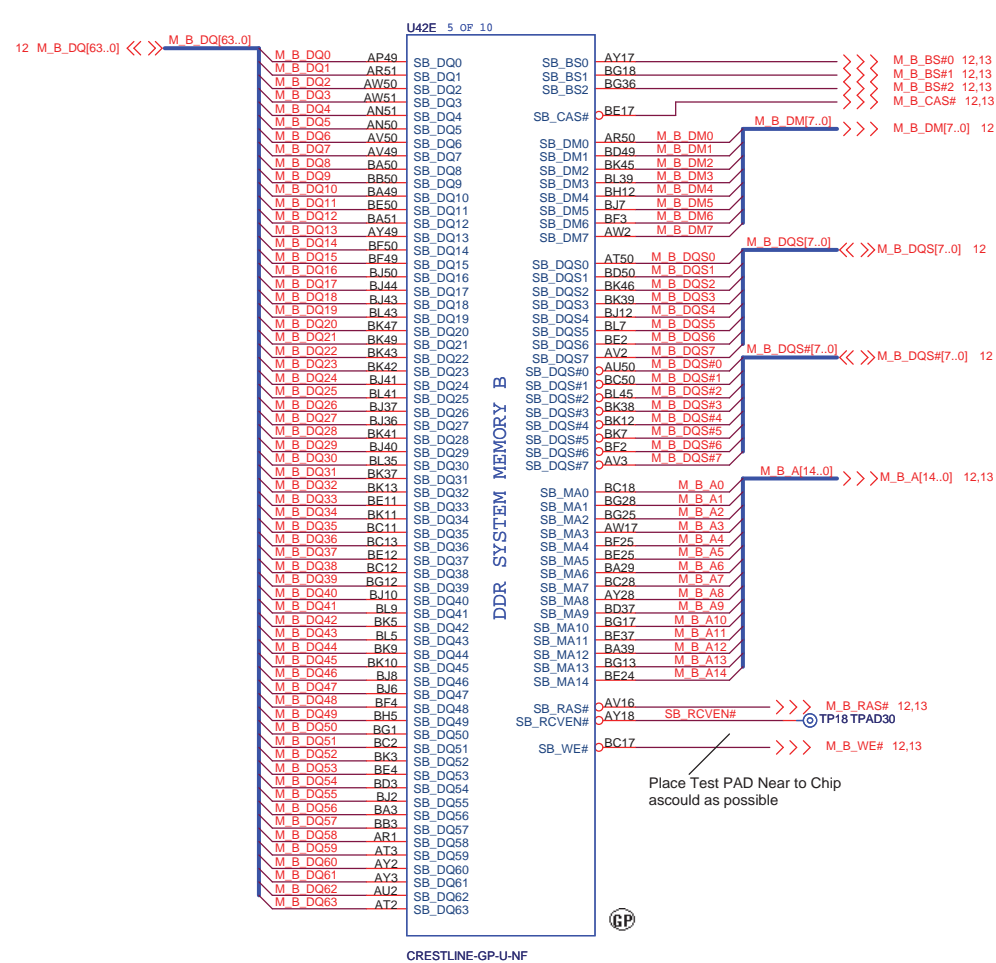 U42E 5 OF 10
12 M_B_DQ[63..0] M_B_DQ[63..0]
M_B_DQ0 AP49 SB_DQ0
M_B_DQ1 AR51 SB_DQ1
M_B_DQ2 AW50 SB_DQ2
M_B_DQ3 AW51 SB_DQ3
M_B_DQ4 AN51 SB_DQ4
M_B_DQ5 AN50 SB_DQ5
M_B_DQ6 AV50 SB_DQ6
M_B_DQ7 AV49 SB_DQ7
M_B_DQ8 BA50 SB_DQ8
M_B_DQ9 BB50 SB_DQ9
M_B_DQ10 BA49 SB_DQ10
M_B_DQ11 BE50 SB_DQ11
M_B_DQ12 BA51 SB_DQ12
M_B_DQ13 AY49 SB_DQ13
M_B_DQ14 BF50 SB_DQ14
M_B_DQ15 BF49 SB_DQ15
M_B_DQ16 BJ50 SB_DQ16
M_B_DQ17 BJ44 SB_DQ17
M_B_DQ18 BJ43 SB_DQ18
M_B_DQ19 BL43 SB_DQ19
M_B_DQ20 BK47 SB_DQ20
M_B_DQ21 BK49 SB_DQ21
M_B_DQ22 BK43 SB_DQ22
M_B_DQ23 BK42 SB_DQ23
M_B_DQ24 BJ41 SB_DQ24
M_B_DQ25 BL41 SB_DQ25
M_B_DQ26 BJ37 SB_DQ26
M_B_DQ27 BJ36 SB_DQ27
M_B_DQ28 BK41 SB_DQ28
M_B_DQ29 BJ40 SB_DQ29
M_B_DQ30 BL35 SB_DQ30
M_B_DQ31 BK37 SB_DQ31
M_B_DQ32 BK13 SB_DQ32
M_B_DQ33 BE11 SB_DQ33
M_B_DQ34 BK11 SB_DQ34
M_B_DQ35 BC11 SB_DQ35
M_B_DQ36 BC13 SB_DQ36
M_B_DQ37 BE12 SB_DQ37
M_B_DQ38 BC12 SB_DQ38
M_B_DQ39 BG12 SB_DQ39
M_B_DQ40 BJ10 SB_DQ40
M_B_DQ41 BL9 SB_DQ41
M_B_DQ42 BK5 SB_DQ42
M_B_DQ43 BL5 SB_DQ43
M_B_DQ44 BK9 SB_DQ44
M_B_DQ45 BK10 SB_DQ45
M_B_DQ46 BJ8 SB_DQ46
M_B_DQ47 BJ6 SB_DQ47
M_B_DQ48 BF4 SB_DQ48
M_B_DQ49 BH5 SB_DQ49
M_B_DQ50 BG1 SB_DQ50
M_B_DQ51 BC2 SB_DQ51
M_B_DQ52 BK3 SB_DQ52
M_B_DQ53 BE4 SB_DQ53
M_B_DQ54 BD3 SB_DQ54
M_B_DQ55 BJ2 SB_DQ55
M_B_DQ56 BA3 SB_DQ56
M_B_DQ57 BB3 SB_DQ57
M_B_DQ58 AR1 SB_DQ58
M_B_DQ59 AT3 SB_DQ59
M_B_DQ60 AY2 SB_DQ60
M_B_DQ61 AY3 SB_DQ61
M_B_DQ62 AU2 SB_DQ62
M_B_DQ63 AT2 SB_DQ63
DDR SYSTEM MEMORY B
SB_BS0 AY17 M_B_BS#0 12,13
SB_BS1 BG18 M_B_BS#1 12,13
SB_BS2 BG36 M_B_BS#2 12,13
SB_CAS# BE17 M_B_CAS# 12,13
M_B_DM[7..0] M_B_DM[7..0] 12
SB_DM0 AR50 M_B_DM0
SB_DM1 BD49 M_B_DM1
SB_DM2 BK45 M_B_DM2
SB_DM3 BL39 M_B_DM3
SB_DM4 BH12 M_B_DM4
SB_DM5 BJ7 M_B_DM5
SB_DM6 BF3 M_B_DM6
SB_DM7 AW2 M_B_DM7
M_B_DQS[7..0] M_B_DQS[7..0] 12
SB_DQS0 AT50 M_B_DQS0
SB_DQS1 BD50 M_B_DQS1
SB_DQS2 BK46 M_B_DQS2
SB_DQS3 BK39 M_B_DQS3
SB_DQS4 BJ12 M_B_DQS4
SB_DQS5 BL7 M_B_DQS5
SB_DQS6 BE2 M_B_DQS6
SB_DQS7 AV2 M_B_DQS7
M_B_DQS#[7..0] M_B_DQS#[7..0] 12
SB_DQS#0 AU50 M_B_DQS#0
SB_DQS#1 BC50 M_B_DQS#1
SB_DQS#2 BL45 M_B_DQS#2
SB_DQS#3 BK38 M_B_DQS#3
SB_DQS#4 BK12 M_B_DQS#4
SB_DQS#5 BK7 M_B_DQS#5
SB_DQS#6 BF2 M_B_DQS#6
SB_DQS#7 AV3 M_B_DQS#7
M_B_A[14..0] M_B_A[14..0] 12,13
SB_MA0 BC18 M_B_A0
SB_MA1 BG28 M_B_A1
SB_MA2 BG25 M_B_A2
SB_MA3 AW17 M_B_A3
SB_MA4 BF25 M_B_A4
SB_MA5 BE25 M_B_A5
SB_MA6 BA29 M_B_A6
SB_MA7 BC28 M_B_A7
SB_MA8 AY28 M_B_A8
SB_MA9 BD37 M_B_A9
SB_MA10 BG17 M_B_A10
SB_MA11 BE37 M_B_A11
SB_MA12 BA39 M_B_A12
SB_MA13 BG13 M_B_A13
SB_MA14 BE24 M_B_A14
SB_RAS# AV16 M_B_RAS# 12,13
SB_RCVEN# AY18 SB_RCVEN# TP18 TPAD30
SB_WE# BC17 M_B_WE# 12,13
Place Test PAD Near to Chip
ascould as possible
GP
CRESTLINE-GP-U-NF